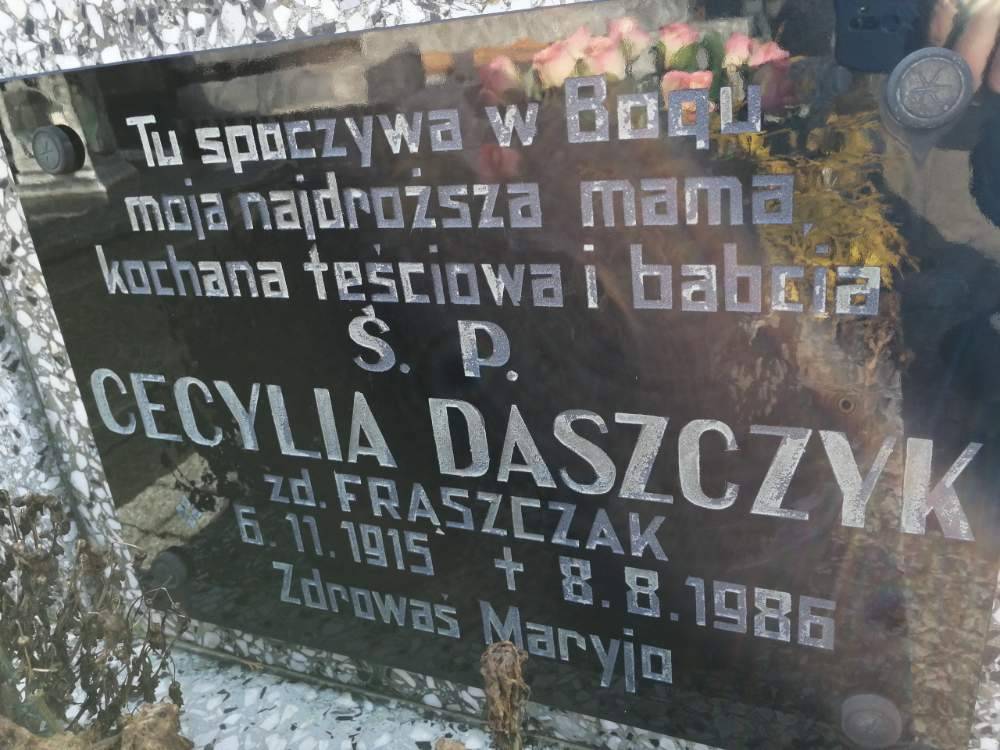 Tu spoczywa w Bogu
moja najdroższa mama,
kochana teściowa i babcia
Ś. P.
CECYLIA DASZCZYK
zd. FRĄSZCZAK
* 6. 11. 1915 + 8. 8. 1986
Zdrowaś Maryjo